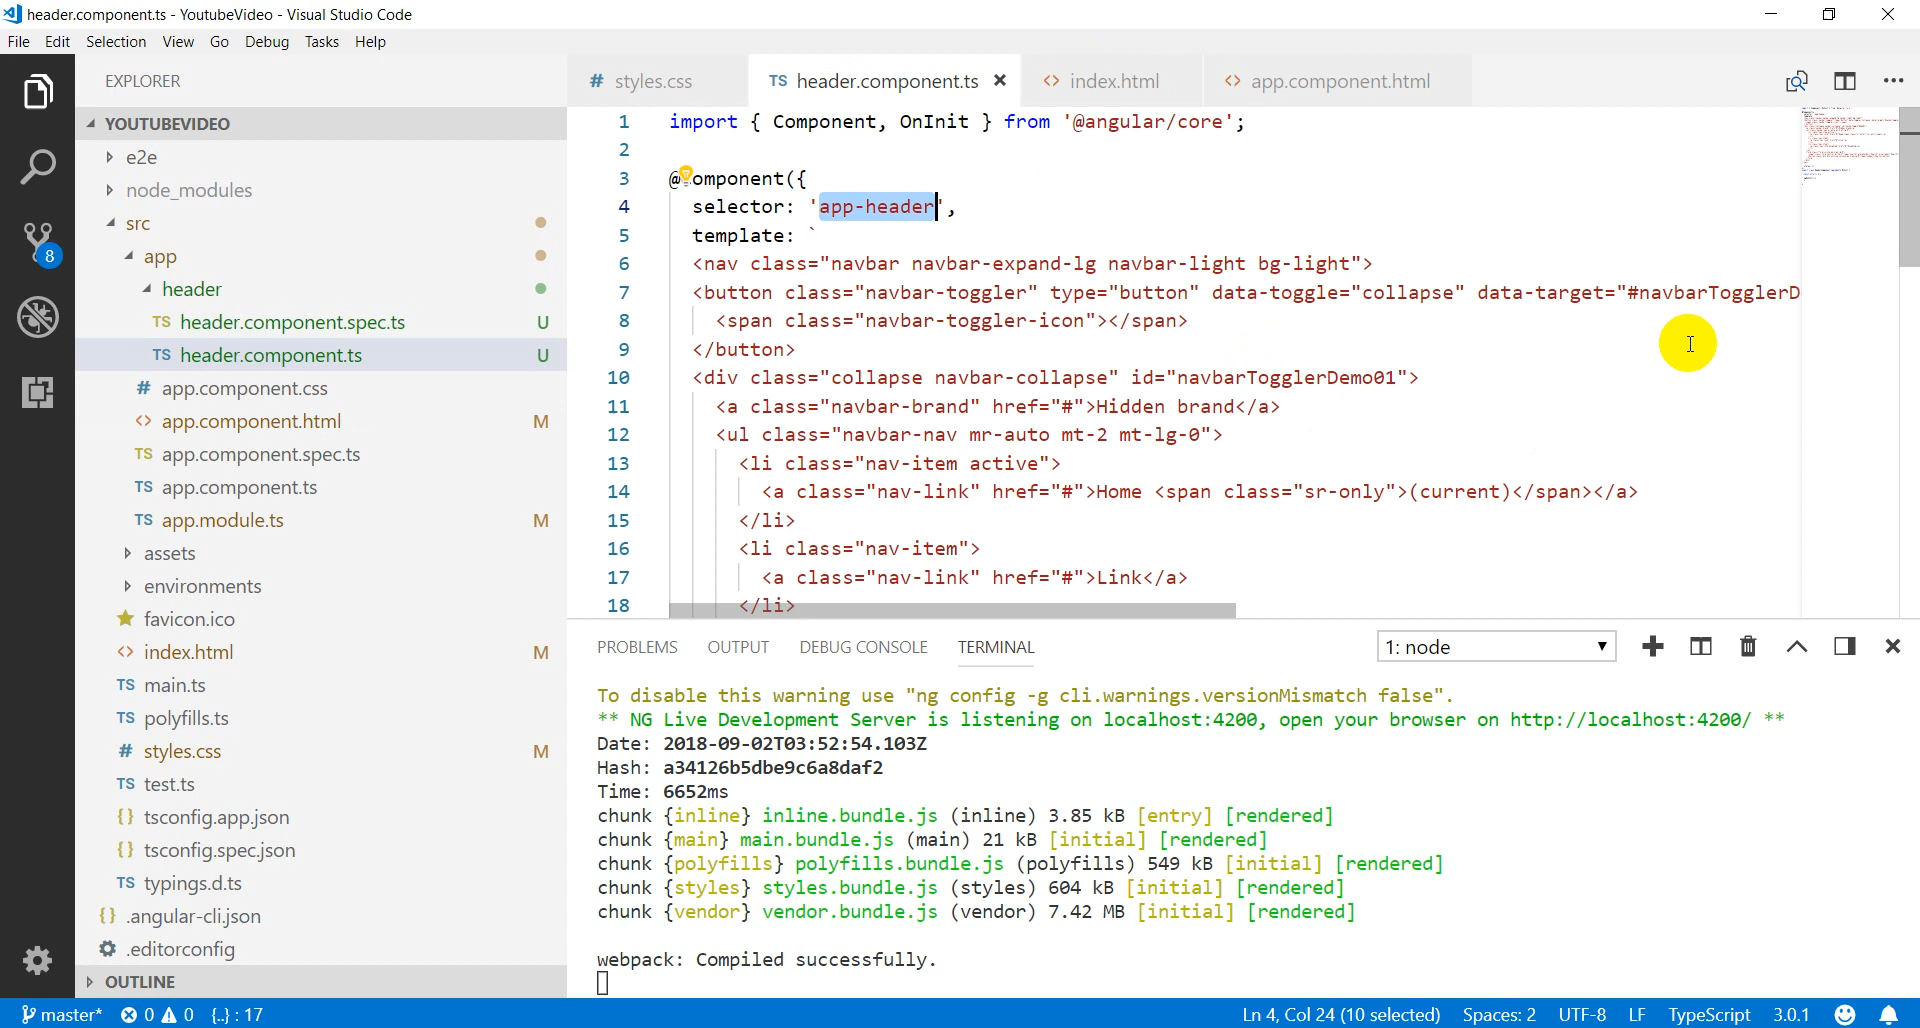 header.component.ts - YoutubeVideo - Visual Studio Code
File Edit Selection View Go Debug Tasks Help
EXPLORER
YOUTUBEVIDEO
e2e
node_modules
src
app
header
TS header.component.spec.ts U
TS header.component.ts U
# app.component.css
<> app.component.html M
TS app.component.spec.ts
TS app.component.ts
TS app.module.ts M
assets
environments
favicon.ico
<> index.html M
TS main.ts
TS polyfills.ts
# styles.css M
TS test.ts
{} tsconfig.app.json
{} tsconfig.spec.json
TS typings.d.ts
{} .angular-cli.json
.editorconfig
OUTLINE
8
# styles.css TS header.component.ts × <> index.html <> app.component.html
1 import { Component, OnInit } from '@angular/core';
2
3 @omponent({
4 selector: 'app-header',
5 template: `
6 <nav class="navbar navbar-expand-lg navbar-light bg-light">
7 <button class="navbar-toggler" type="button" data-toggle="collapse" data-target="#navbarTogglerD
8 <span class="navbar-toggler-icon"></span>
9 </button>
10 <div class="collapse navbar-collapse" id="navbarTogglerDemo01">
11 <a class="navbar-brand" href="#">Hidden brand</a>
12 <ul class="navbar-nav mr-auto mt-2 mt-lg-0">
13 <li class="nav-item active">
14 <a class="nav-link" href="#">Home <span class="sr-only">(current)</span></a>
15 </li>
16 <li class="nav-item">
17 <a class="nav-link" href="#">Link</a>
18 </li>
PROBLEMS OUTPUT DEBUG CONSOLE TERMINAL 1: node
To disable this warning use "ng config -g cli.warnings.versionMismatch false".
** NG Live Development Server is listening on localhost:4200, open your browser on http://localhost:4200/ **
Date: 2018-09-02T03:52:54.103Z
Hash: a34126b5dbe9c6a8daf2
Time: 6652ms
chunk {inline} inline.bundle.js (inline) 3.85 kB [entry] [rendered]
chunk {main} main.bundle.js (main) 21 kB [initial] [rendered]
chunk {polyfills} polyfills.bundle.js (polyfills) 549 kB [initial] [rendered]
chunk {styles} styles.bundle.js (styles) 604 kB [initial] [rendered]
chunk {vendor} vendor.bundle.js (vendor) 7.42 MB [initial] [rendered]
webpack: Compiled successfully.
master* 0 0 {..} : 17 Ln 4, Col 24 (10 selected) Spaces: 2 UTF-8 LF TypeScript 3.0.1